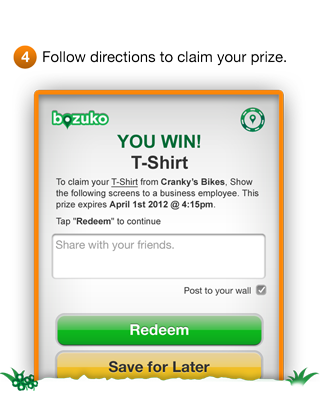 4 Follow directions to claim your prize.
bozuko
YOU WIN!
T-Shirt
To claim your T-Shirt from Cranky's Bikes, Show
the following screens to a business employee. This
prize expires April 1st 2012 @ 4:15pm.
Tap "Redeem" to continue
Share with your friends.
Post to your wall
Redeem
Save for Later